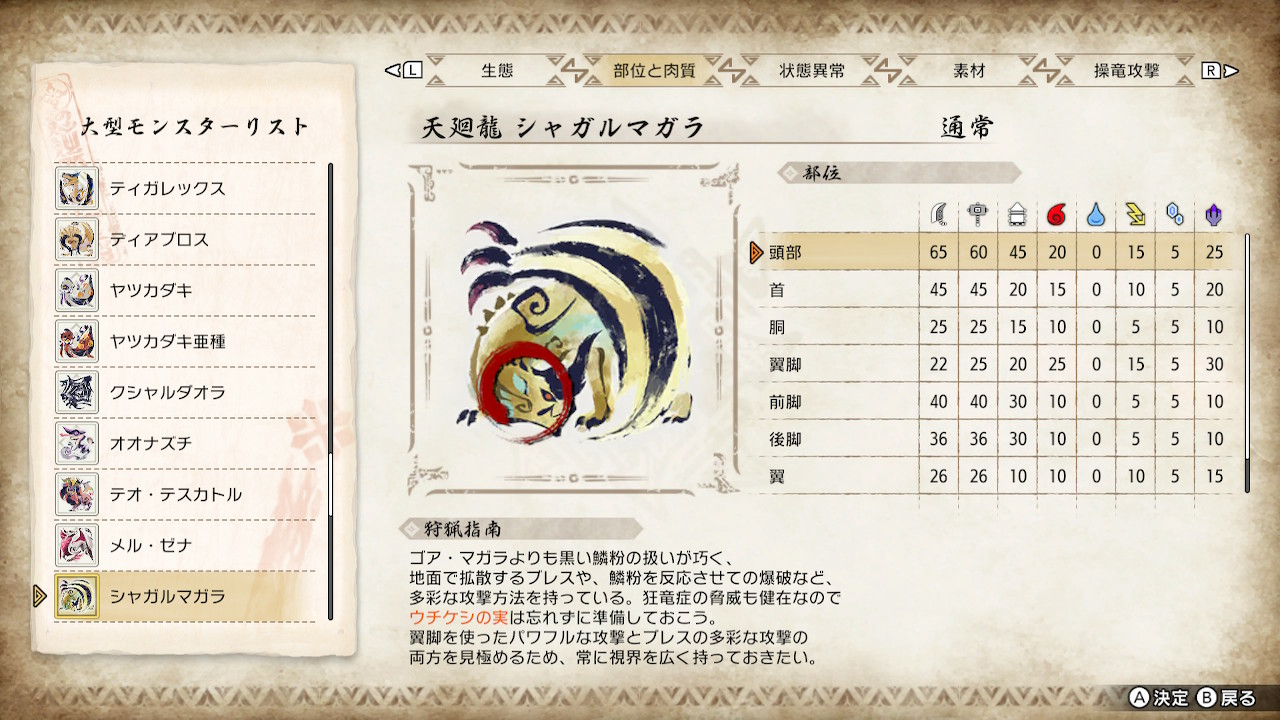 L 生態 部位と肉質 状態異常 素材 操竜攻撃 R
大型モンスターリスト
ティガレックス
ディアブロス
ヤツカダキ
ヤツカダキ亜種
クシャルダオラ
オオナズチ
テオ・テスカトル
メル・ゼナ
シャガルマガラ
天廻龍 シャガルマガラ 通常
部位
頭部 65 60 45 20 0 15 5 25
首 45 45 20 15 0 10 5 20
胴 25 25 15 10 0 5 5 10
翼脚 22 25 20 25 0 15 5 30
前脚 40 40 30 10 0 5 5 10
後脚 36 36 30 10 0 5 5 10
翼 26 26 10 10 0 10 5 15
狩猟指南
ゴア・マガラよりも黒い鱗粉の扱いが巧く、
地面で拡散するブレスや、鱗粉を反応させての爆破など、
多彩な攻撃方法を持っている。狂竜症の脅威も健在なので
ウチケシの実は忘れずに準備しておこう。
翼脚を使ったパワフルな攻撃とブレスの多彩な攻撃の
両方を見極めるため、常に視界を広く持っておきたい。
A 決定 B 戻る